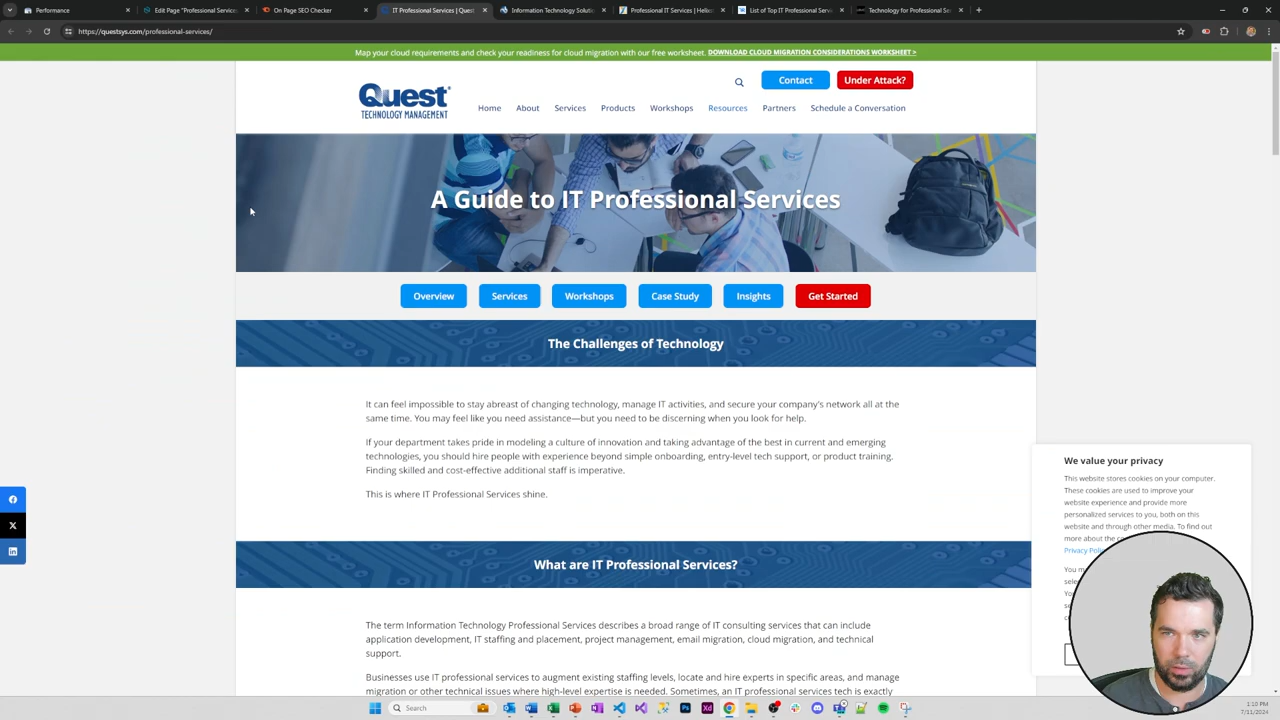 Performance
Edit Page "Professional S
On Page SEO Checker
IT Professional Services | Quest
Information Technology Solutio
Professional IT Services | Helio
List of Top IT Professional Servi
Technology for Professional Se
https://questsys.com/professional-services/
Map your cloud requirements and check your readiness for cloud migration with our free worksheet. DOWNLOAD CLOUD MIGRATION CONSIDERATIONS WORKSHEET >
Contact
Under Attack?
Quest
TECHNOLOGY MANAGEMENT
Home About Services Products Workshops Resources Partners Schedule a Conversation
A Guide to IT Professional Services
Overview Services Workshops Case Study Insights Get Started
The Challenges of Technology
It can feel impossible to stay abreast of changing technology, manage IT activities, and secure your company's network all at the
same time. You may feel like you need assistance—but you need to be discerning when you look for help.
If your department takes pride in modeling a culture of innovation and taking advantage of the best in current and emerging
technologies, you should hire people with experience beyond simple onboarding, entry-level tech support, or product training.
Finding skilled and cost-effective additional staff is imperative.
This is where IT Professional Services shine.
What are IT Professional Services?
The term Information Technology Professional Services describes a broad range of IT consulting services that can include
application development, IT staffing and placement, project management, email migration, cloud migration, and technical
support.
Businesses use IT professional services to augment existing staffing levels, locate and hire experts in specific areas, and manage
migration or other technical issues where high-level expertise is needed. Sometimes, an IT professional services tech is exactly
We value your privacy
This website stores cookies on your computer.
These cookies are used to improve your
website experience and provide more
personalized services to you, both on this
website and through other media. To find out
more about the
Privacy
You
Search
1:10 PM
7/11/2024